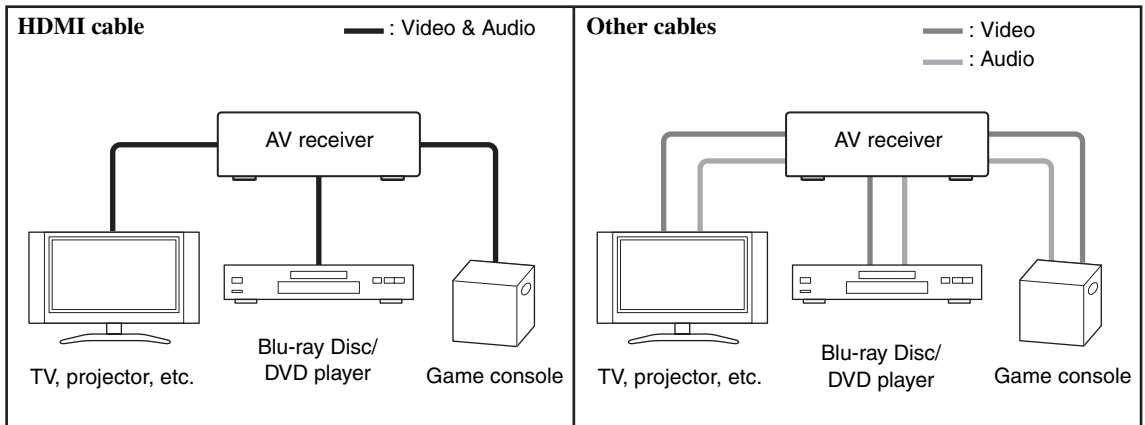 HDMI cable
: Video & Audio
AV receiver
TV, projector, etc.
Blu-ray Disc/
DVD player
Game console
Other cables
: Video
: Audio
AV receiver
TV, projector, etc.
Blu-ray Disc/
DVD player
Game console